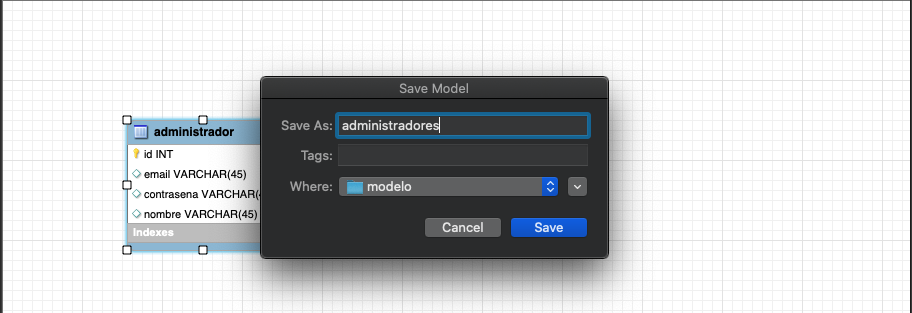 Save Model
Save As: administradores
Tags:
Where: modelo
Cancel Save
administrador
id INT
email VARCHAR(45)
contrasena VARCHAR(
nombre VARCHAR(45)
Indexes